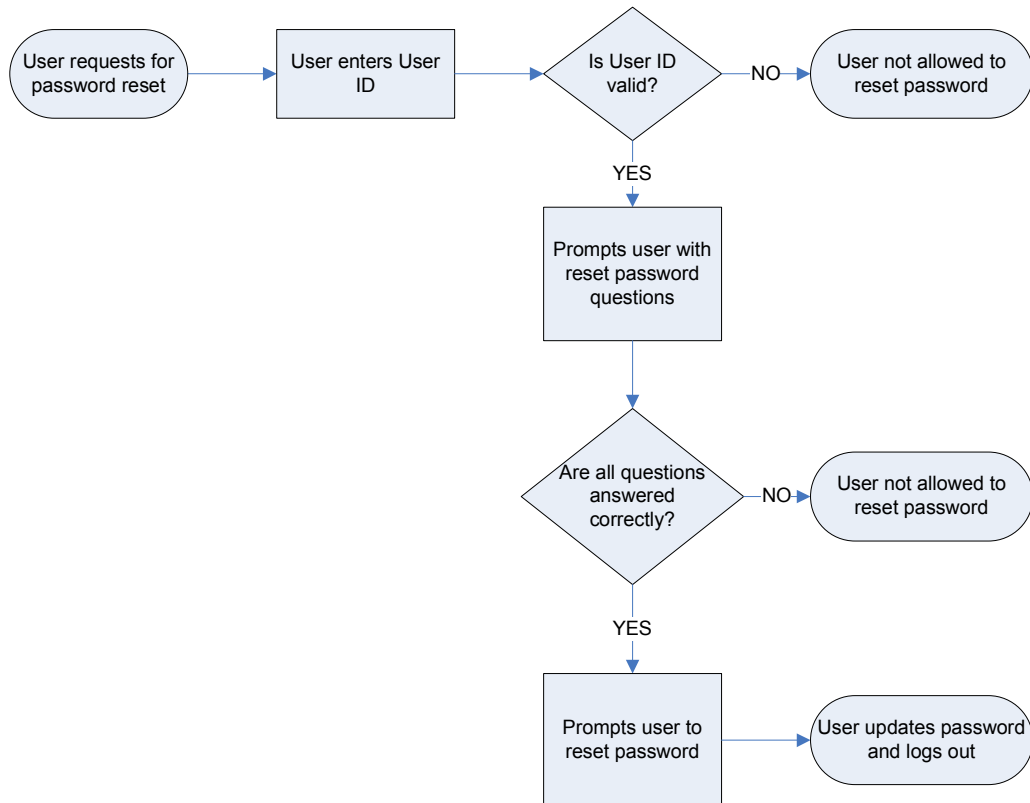 User requests for
password reset
User enters User
ID
Is User ID
valid?
NO
User not allowed to
reset password
YES
Prompts user with
reset password
questions
Are all questions
answered
correctly?
NO
User not allowed to
reset password
YES
Prompts user to
reset password
User updates password
and logs out